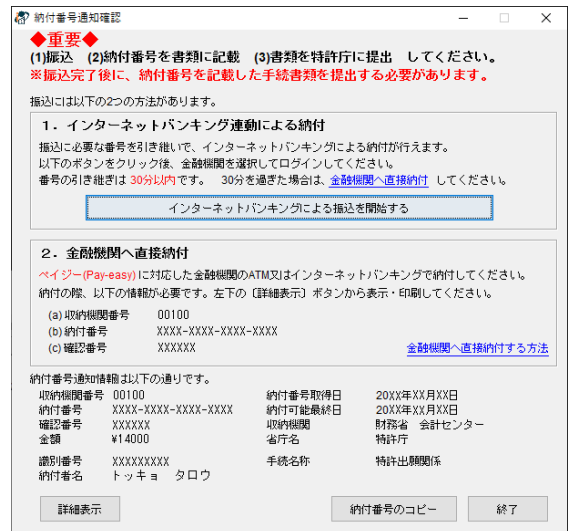 納付番号通知確認
◆重要◆
(1)振込　(2)納付番号を書類に記載　(3)書類を特許庁に提出　してください。
※振込完了後に、納付番号を記載した手続書類を提出する必要があります。
振込には以下の2つの方法があります。
１．インターネットバンキング連動による納付
振込に必要な番号を引き継いで、インターネットバンキングによる納付が行えます。
以下のボタンをクリック後、金融機関を選択してログインしてください。
番号の引き継ぎは 30分以内です。　30分を過ぎた場合は、金融機関へ直接納付　してください。
インターネットバンキングによる振込を開始する
２．金融機関へ直接納付
ペイジー(Pay-easy)に対応した金融機関のATM又はインターネットバンキングで納付してください。
納付の際、以下の情報が必要です。左下の〔詳細表示〕ボタンから表示・印刷してください。
(a)収納機関番号　00100
(b)納付番号　XXXX-XXXX-XXXX-XXXX
(c)確認番号　XXXXXX
金融機関へ直接納付する方法
納付番号通知情報は以下の通りです。
収納機関番号　00100　納付番号取得日　20XX年XX月XX日
納付番号　XXXX-XXXX-XXXX-XXXX　納付可能最終日　20XX年XX月XX日
確認番号　XXXXXX　収納機関　財務省　会計センター
金額　¥14000　省庁名　特許庁
識別番号　XXXXXXXXX　手続名称　特許出願関係
納付者名　トッキョ　タロウ
詳細表示　納付番号のコピー　終了